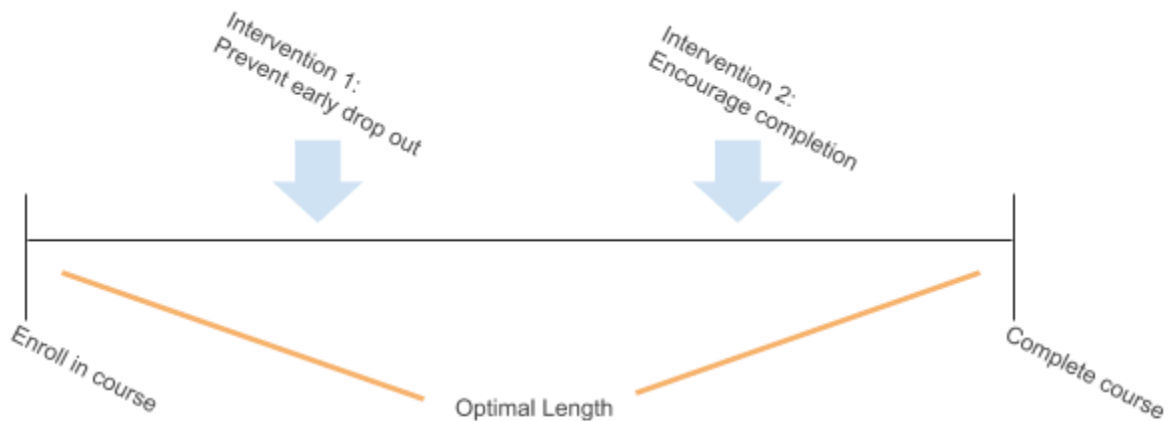 Intervention 1:
Prevent early drop out
Intervention 2:
Encourage completion
Enroll in course
Complete course
Optimal Length